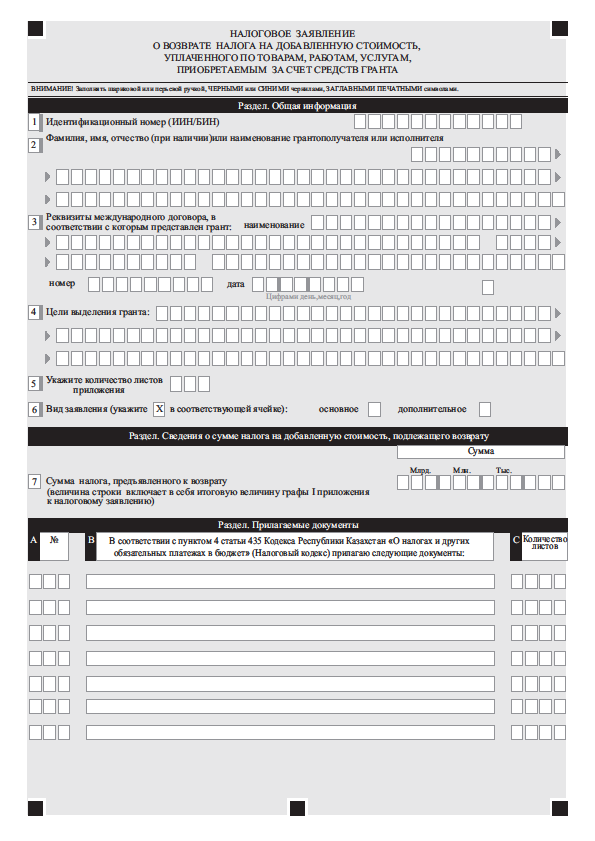 НАЛОГОВОЕ ЗАЯВЛЕНИЕ
О ВОЗВРАТЕ НАЛОГА НА ДОБАВЛЕННУЮ СТОИМОСТЬ,
УПЛАЧЕННОГО ПО ТОВАРАМ, РАБОТАМ, УСЛУГАМ,
ПРИОБРЕТАЕМЫМ ЗА СЧЕТ СРЕДСТВ ГРАНТА
ВНИМАНИЕ! Заполнять шариковой или перьевой ручкой, ЧЕРНЫМИ или СИНИМИ чернилами, ЗАГЛАВНЫМИ ПЕЧАТНЫМИ символами.
Раздел. Общая информация
1 Идентификационный номер (ИИН/БИН)
2 Фамилия, имя, отчество (при наличии)или наименование грантополучателя или исполнителя
3 Реквизиты международного договора, в
соответствии с которым представлен грант: наименование
номер дата
Цифрами день,месяц,год
4 Цели выделения гранта:
5 Укажите количество листов
приложения
6 Вид заявления (укажите X в соответствующей ячейке): основное дополнительное
Раздел. Сведения о сумме налога на добавленную стоимость, подлежащего возврату
Сумма
Млрд. Млн. Тыс.
7 Сумма налога, предъявленного к возврату
(величина строки включает в себя итоговую величину графы I приложения
к налоговому заявлению)
Раздел. Прилагаемые документы
A № B В соответствии с пунктом 4 статьи 435 Кодекса Республики Казахстан «О налогах и других
обязательных платежах в бюджет» (Налоговый кодекс) прилагаю следующие документы:
C Количество
листов